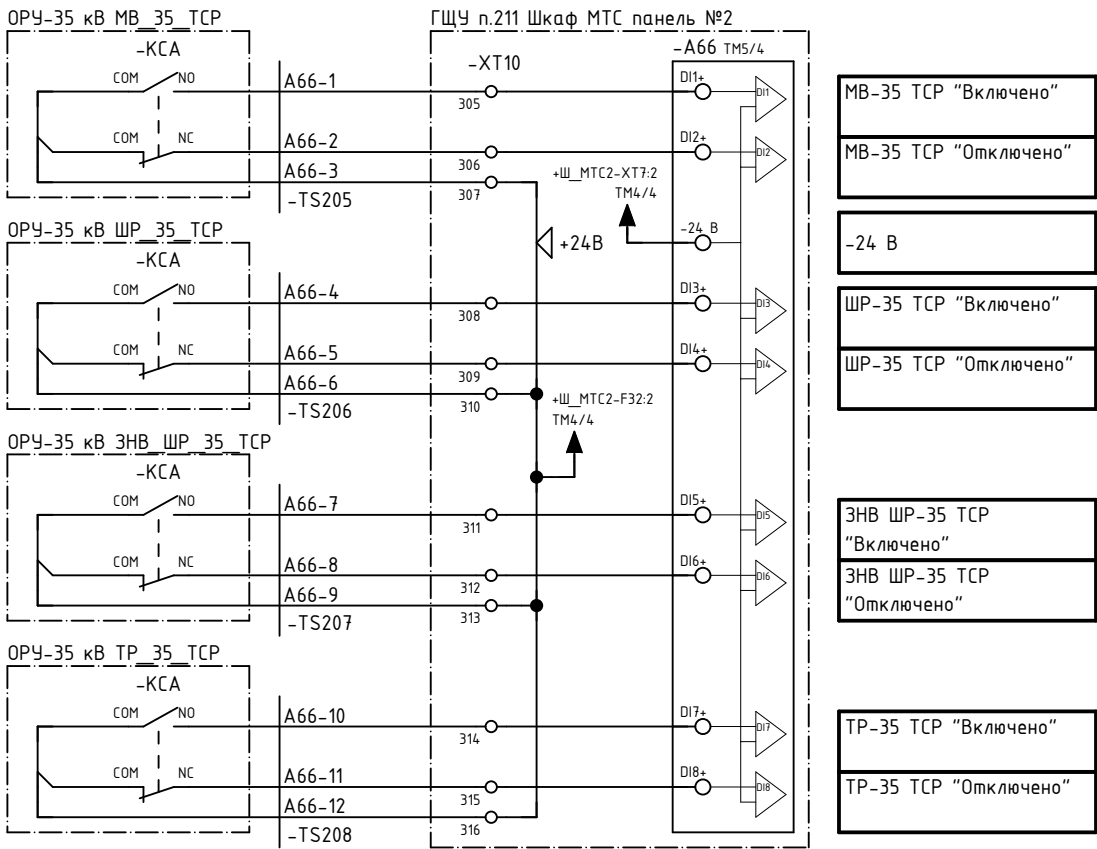 ОРУ-35 кВ МВ_35_ТСР
ГЩУ п.211 Шкаф МТС панель №2
-КСА
-XT10
-A66 TM5/4
COM NO
A66-1
305
DI1+
DI1
МВ-35 ТСР "Включено"
COM NC
A66-2
306
DI2+
DI2
МВ-35 ТСР "Отключено"
A66-3
307
-TS205
+Ш_МТС2-XT7:2
TM4/4
+24В
-24 В
-24 В
ОРУ-35 кВ ШР_35_ТСР
-КСА
COM NO
A66-4
308
DI3+
DI3
ШР-35 ТСР "Включено"
COM NC
A66-5
309
DI4+
DI4
ШР-35 ТСР "Отключено"
A66-6
310
-TS206
+Ш_МТС2-F32:2
TM4/4
ОРУ-35 кВ ЗНВ_ШР_35_ТСР
-КСА
COM NO
A66-7
311
DI5+
DI5
ЗНВ ШР-35 ТСР
"Включено"
COM NC
A66-8
312
DI6+
DI6
ЗНВ ШР-35 ТСР
"Отключено"
A66-9
313
-TS207
ОРУ-35 кВ ТР_35_ТСР
-КСА
COM NO
A66-10
314
DI7+
DI7
ТР-35 ТСР "Включено"
COM NC
A66-11
315
DI8+
DI8
ТР-35 ТСР "Отключено"
A66-12
316
-TS208